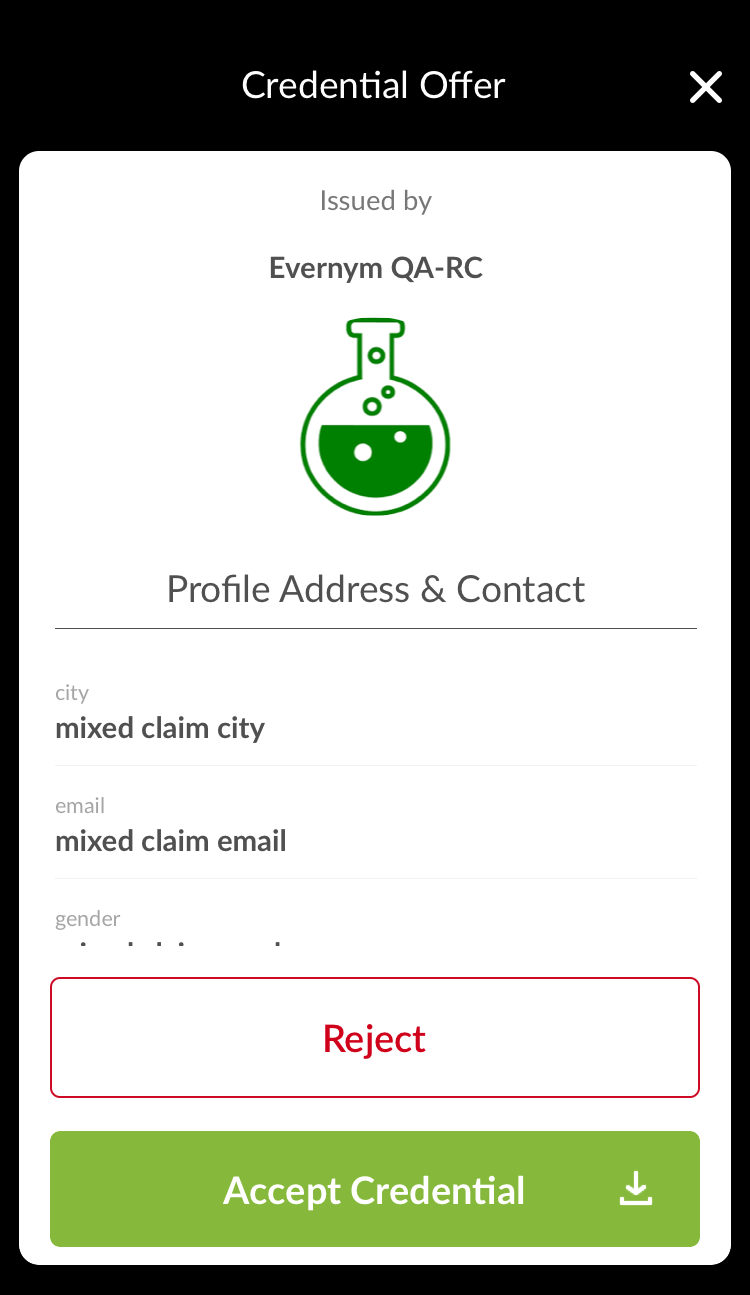 Credential Offer
Issued by
Evernym QA-RC
Profile Address & Contact
city
mixed claim city
email
mixed claim email
gender
Reject
Accept Credential